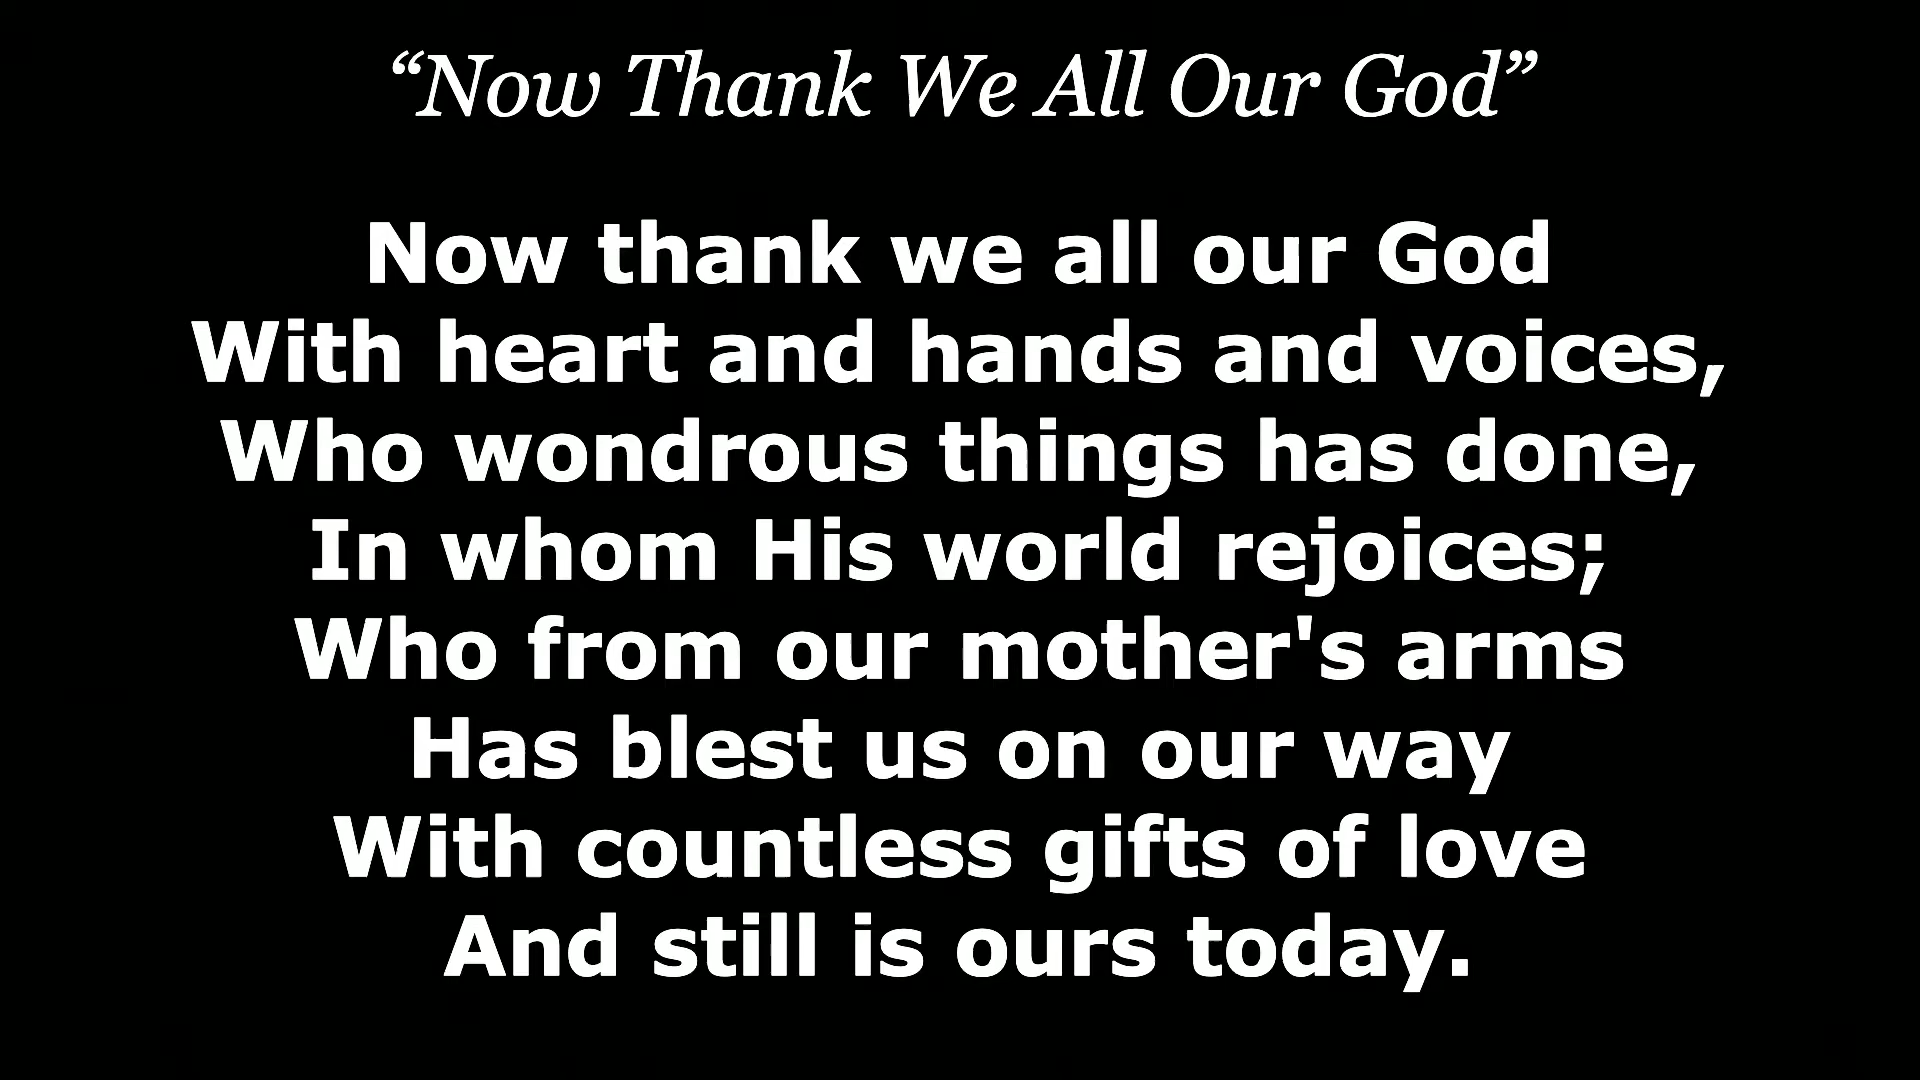 “Now Thank We All Our God”
Now thank we all our God
With heart and hands and voices,
Who wondrous things has done,
In whom His world rejoices;
Who from our mother's arms
Has blest us on our way
With countless gifts of love
And still is ours today.